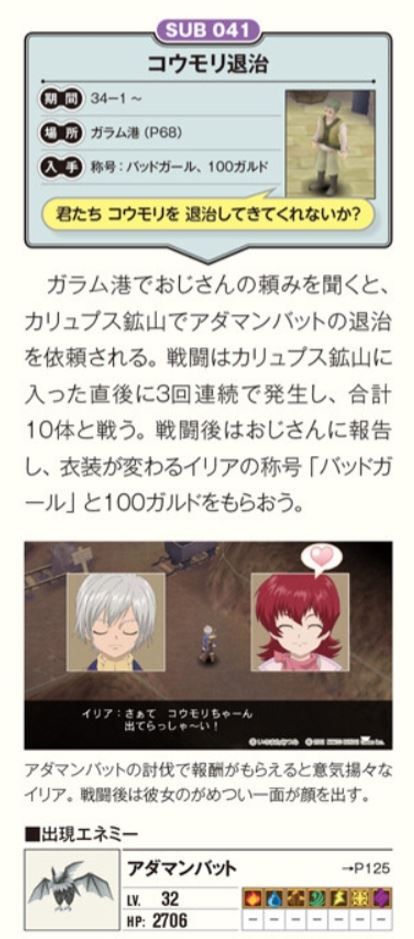 SUB 041
コウモリ退治
期間 34−1 〜
場所 ガラム港 (P68)
入手 称号：バッドガール、100ガルド
君たち コウモリを 退治してきてくれないか?
ガラム港でおじさんの頼みを聞くと、
カリュプス鉱山でアダマンバットの退治
を依頼される。戦闘はカリュプス鉱山に
入った直後に3回連続で発生し、合計
10体と戦う。戦闘後はおじさんに報告
し、衣装が変わるイリアの称号「バッドガ
ール」と100ガルドをもらおう。
イリア：さぁて コウモリちゃーん
出てらっしゃ〜い！
アダマンバットの討伐で報酬がもらえると意気揚々な
イリア。戦闘後は彼女のがめつい一面が顔を出す。
■出現エネミー
アダマンバット →P125
LV. 32
HP: 2706
− − − − − − −